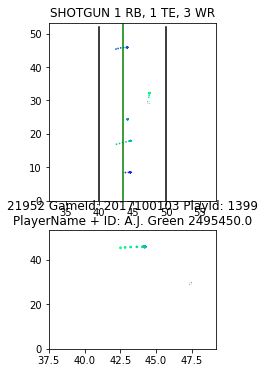 SHOTGUN 1 RB, 1 TE, 3 WR
50
40
30
20
10
0
35 40 45 50 55
21952 GameId: 2017100103 PlayId: 1399
PlayerName + ID: A.J. Green 2495450.0
40
20
0
37.5 40.0 42.5 45.0 47.5